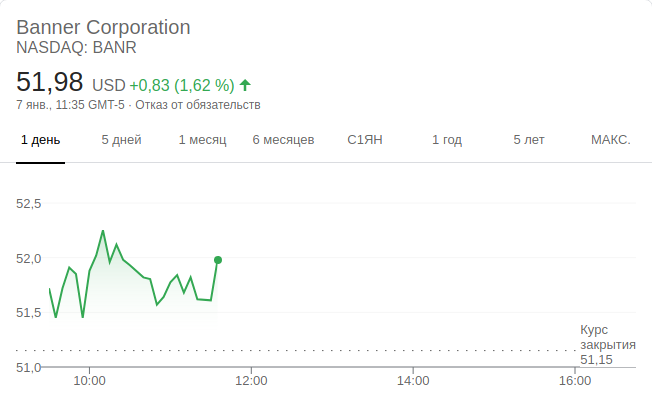 Banner Corporation
NASDAQ: BANR
51,98 USD +0,83 (1,62 %)
7 янв., 11:35 GMT-5 · Отказ от обязательств
1 день 5 дней 1 месяц 6 месяцев С1ЯН 1 год 5 лет МАКС.
52,5
52,0
51,5
Курс
закрытия
51,15
51,0
10:00 12:00 14:00 16:00